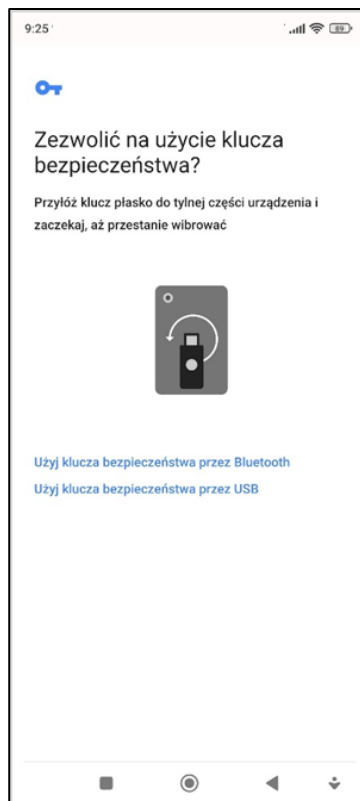 9:25
89
Zezwolić na użycie klucza
bezpieczeństwa?
Przyłóż klucz płasko do tylnej części urządzenia i
zaczekaj, aż przestanie wibrować
Użyj klucza bezpieczeństwa przez Bluetooth
Użyj klucza bezpieczeństwa przez USB